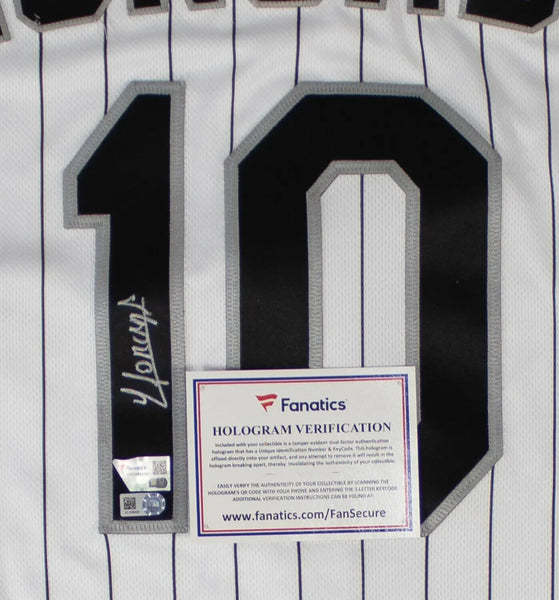 10
Fanatics
HOLOGRAM VERIFICATION
Included with your collectible is a tamper-evident dual-factor authentication
hologram that has a Unique Identification Number & KeyCode. This hologram is
affixed directly onto your artifact, and any attempt to remove it will result in the
hologram breaking apart, thereby invalidating the authenticity of your collectible.
EASILY VERIFY THE AUTHENTICITY OF YOUR COLLECTIBLE BY SCANNING THE
HOLOGRAM'S QR CODE WITH YOUR PHONE AND ENTERING THE 5-LETTER KEYCODE
ADDITIONAL VERIFICATION INSTRUCTIONS CAN BE FOUND AT:
www.fanatics.com/FanSecure